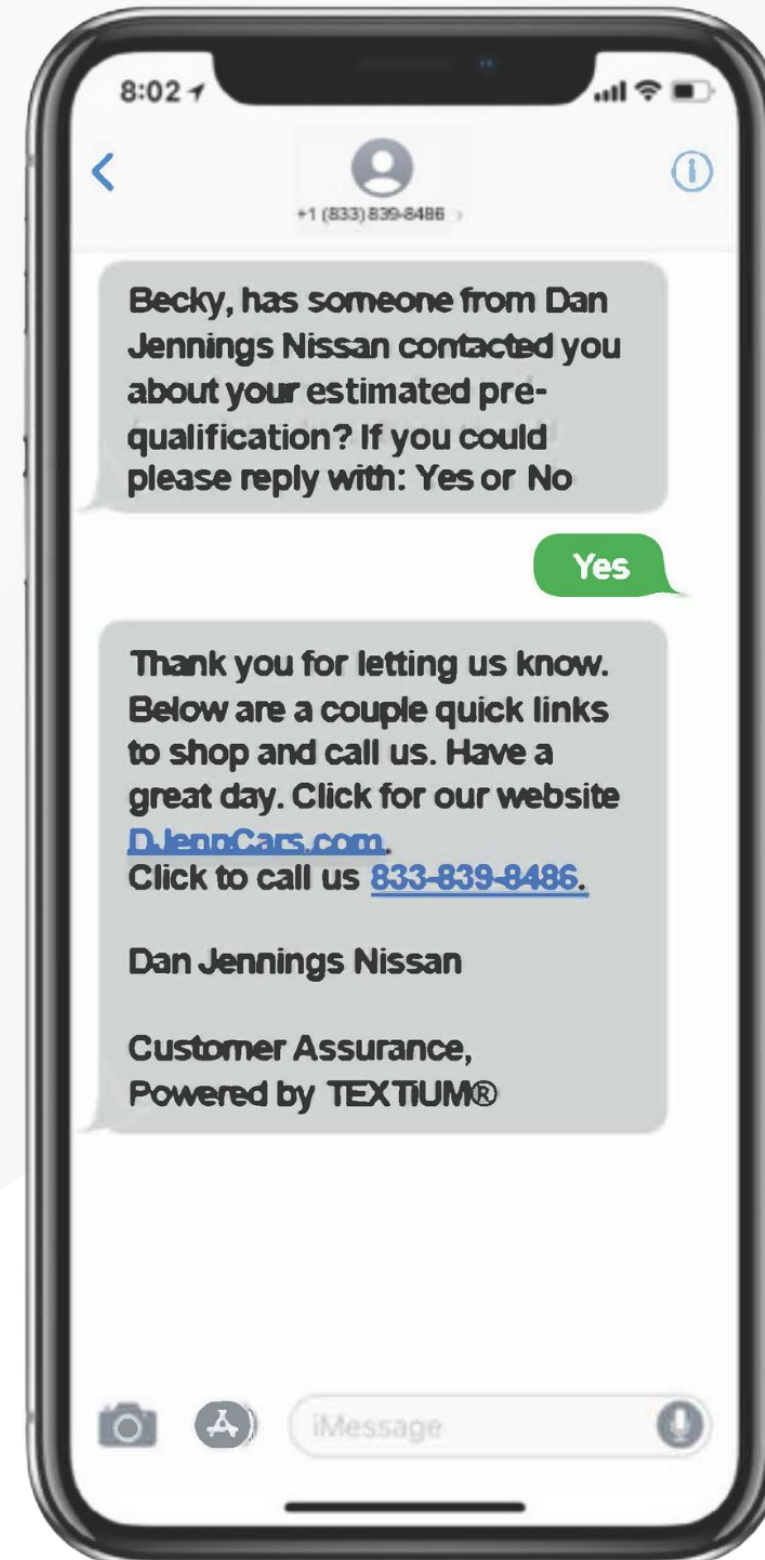 8:02
+1 (833) 839-8486
Becky, has someone from Dan
Jennings Nissan contacted you
about your estimated pre-
qualification? If you could
please reply with: Yes or No
Yes
Thank you for letting us know.
Below are a couple quick links
to shop and call us. Have a
great day. Click for our website
DJennCars.com.
Click to call us 833-839-8486.
Dan Jennings Nissan
Customer Assurance,
Powered by TEXTiUM®
iMessage